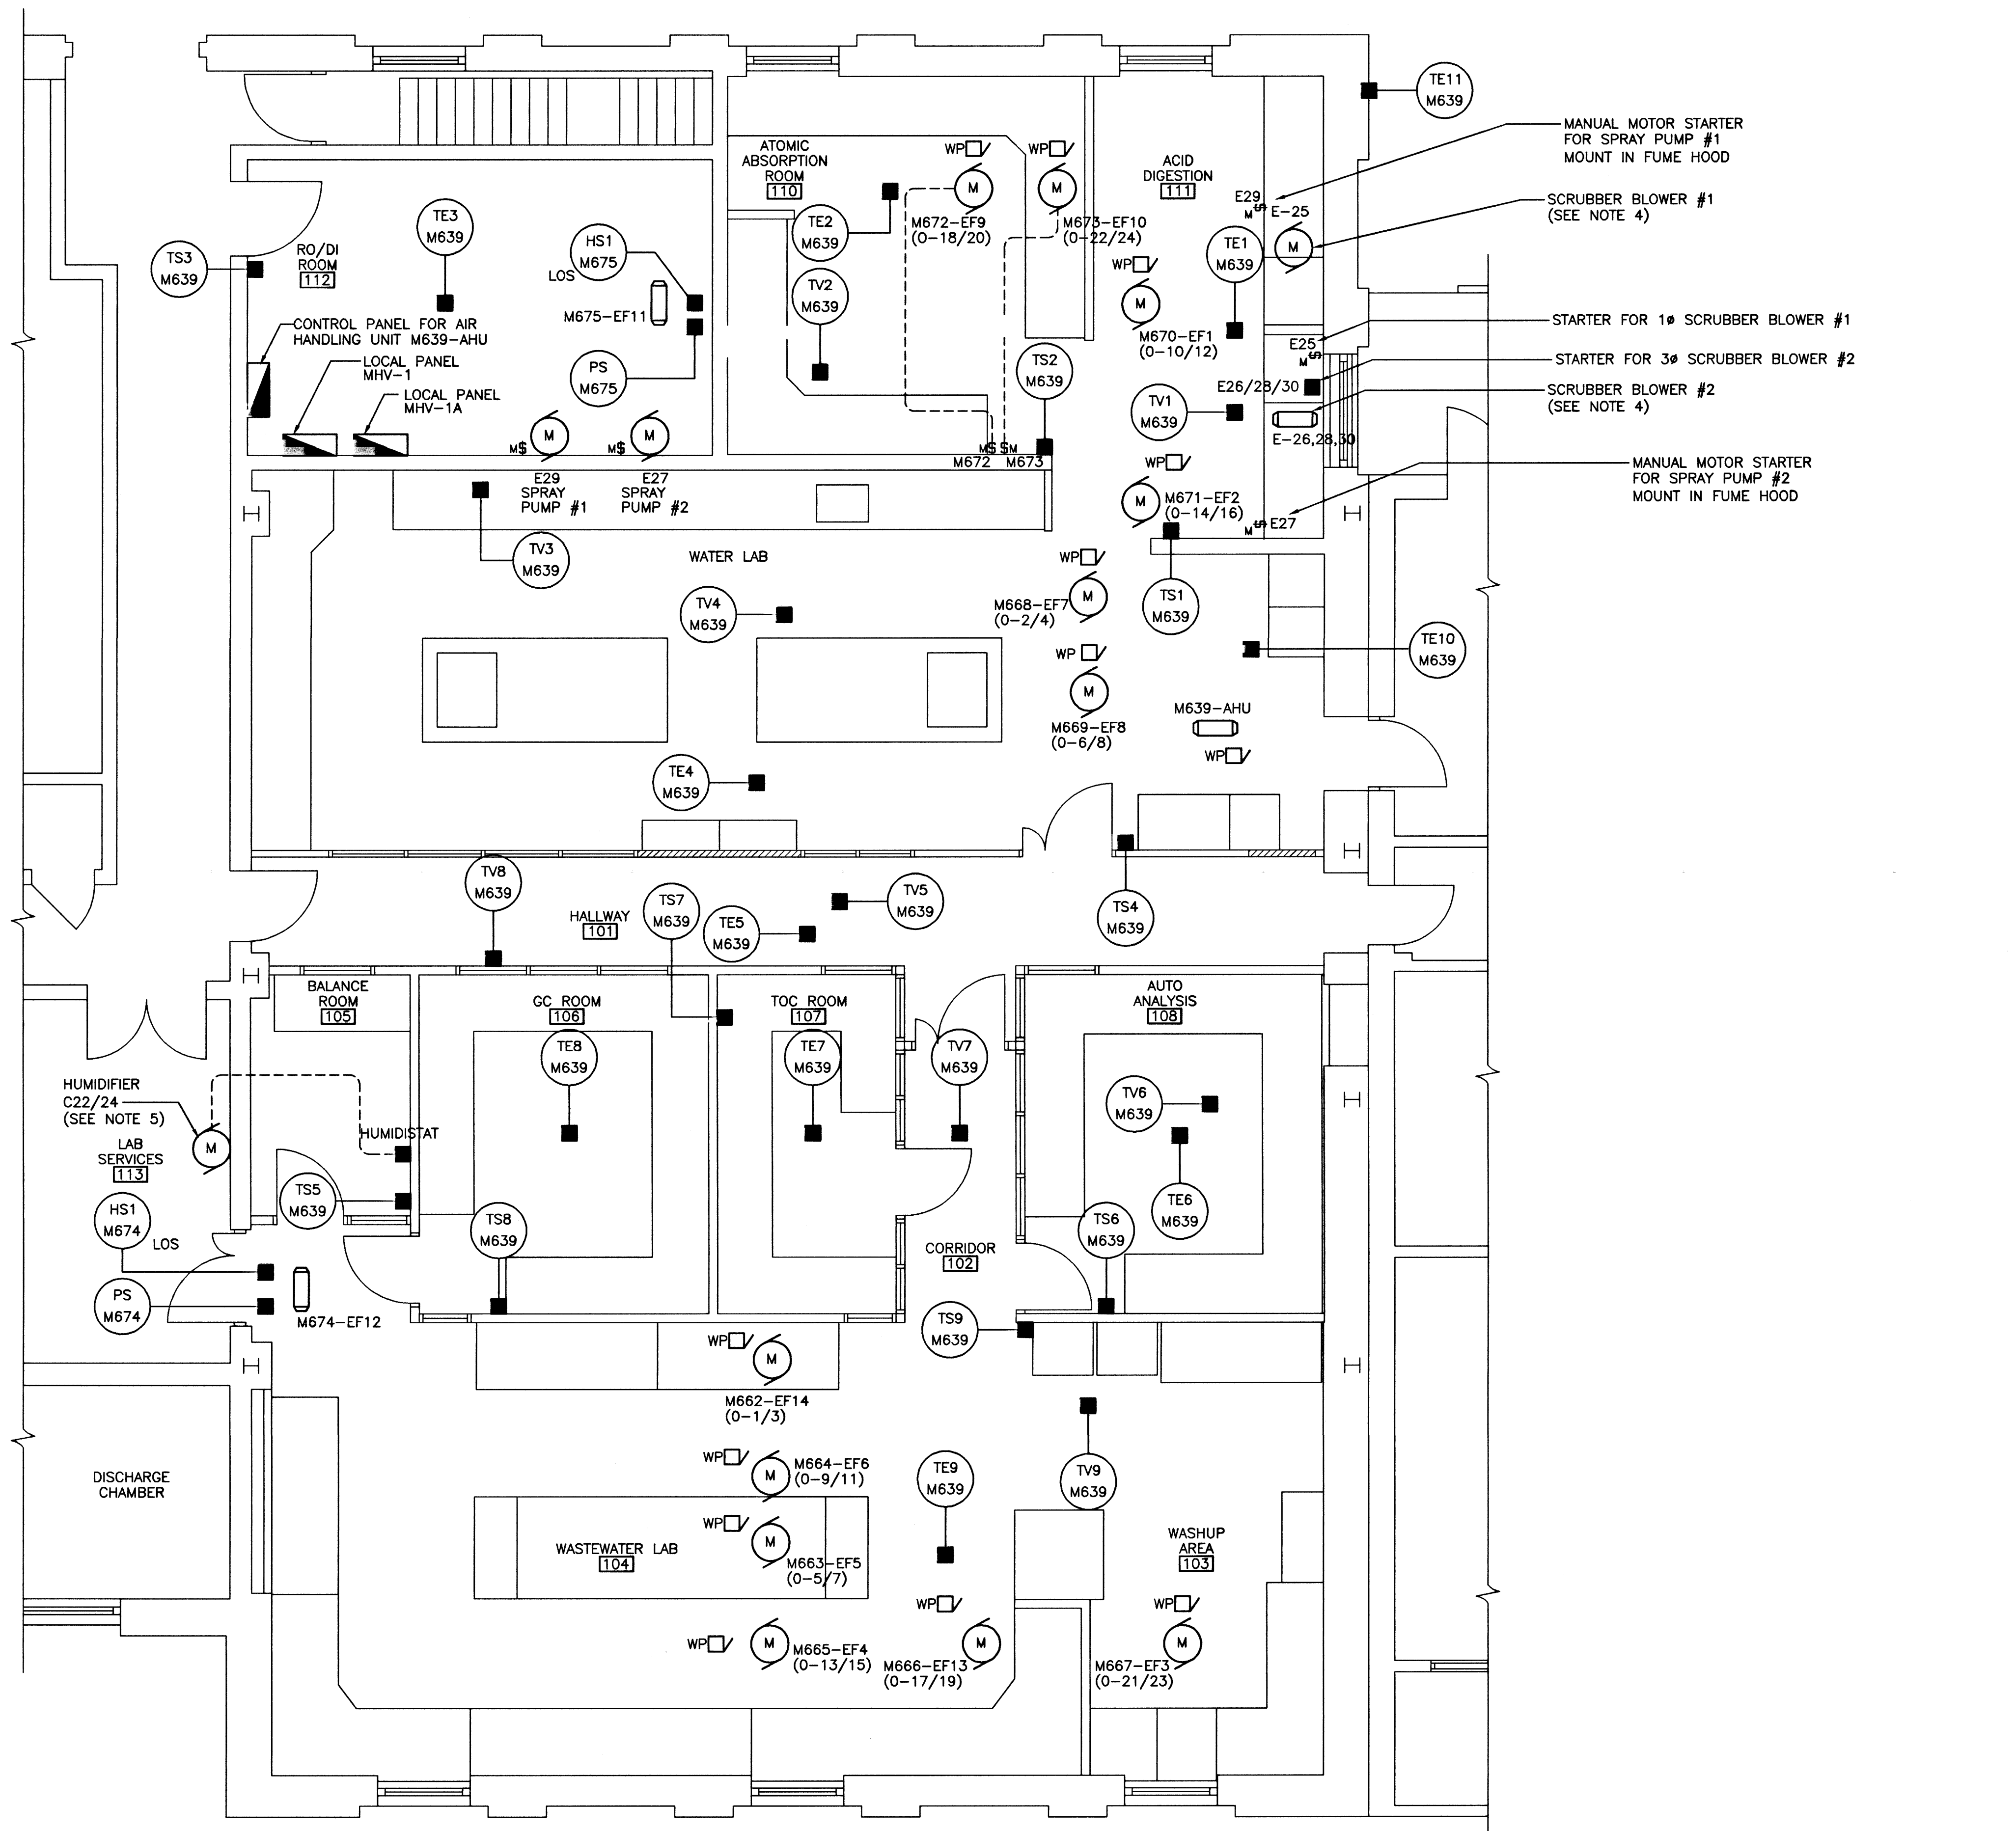 TE11
M639
MANUAL MOTOR STARTER
FOR SPRAY PUMP #1
MOUNT IN FUME HOOD
SCRUBBER BLOWER #1
(SEE NOTE 4)
STARTER FOR 1ø SCRUBBER BLOWER #1
STARTER FOR 3ø SCRUBBER BLOWER #2
SCRUBBER BLOWER #2
(SEE NOTE 4)
MANUAL MOTOR STARTER
FOR SPRAY PUMP #2
MOUNT IN FUME HOOD
TS3
M639
RO/DI
ROOM
112
TE3
M639
HS1
M675
LOS
M675-EF11
PS
M675
CONTROL PANEL FOR AIR
HANDLING UNIT M639-AHU
LOCAL PANEL
MHV-1
LOCAL PANEL
MHV-1A
M$
M
M$
M
E29
SPRAY
PUMP #1
E27
SPRAY
PUMP #2
ATOMIC
ABSORPTION
ROOM
110
TE2
M639
TV2
M639
WP
M
M672-EF9
(0-18/20)
WP
M
M673-EF10
(0-22/24)
TS2
M639
M$ $M
M672 M673
ACID
DIGESTION
111
E29
M$ E-25
M
TE1
M639
WP
M
M670-EF1
(0-10/12)
E25
M$
E26/28/30
TV1
M639
E-26,28,30
WP
M
M671-EF2
(0-14/16)
M$ E27
TS1
M639
TV3
M639
WATER LAB
TV4
M639
WP
M
M668-EF7
(0-2/4)
WP
M
M669-EF8
(0-6/8)
TE10
M639
M639-AHU
WP
TE4
M639
TV8
M639
HALLWAY
101
TS7
M639
TE5
M639
TV5
M639
TS4
M639
BALANCE
ROOM
105
GC ROOM
106
TE8
M639
TOC ROOM
107
TE7
M639
TV7
M639
AUTO
ANALYSIS
108
TV6
M639
TE6
M639
HUMIDIFIER
C22/24
(SEE NOTE 5)
M
HUMIDISTAT
LAB
SERVICES
113
TS5
M639
HS1
M674
LOS
PS
M674
M674-EF12
TS8
M639
CORRIDOR
102
TS6
M639
TS9
M639
WP
M
M662-EF14
(0-1/3)
DISCHARGE
CHAMBER
WP
M
M664-EF6
(0-9/11)
WP
M
M663-EF5
(0-5/7)
WASTEWATER LAB
104
TE9
M639
TV9
M639
WASHUP
AREA
103
WP
M
M665-EF4
(0-13/15)
WP
M
M666-EF13
(0-17/19)
WP
M
M667-EF3
(0-21/23)